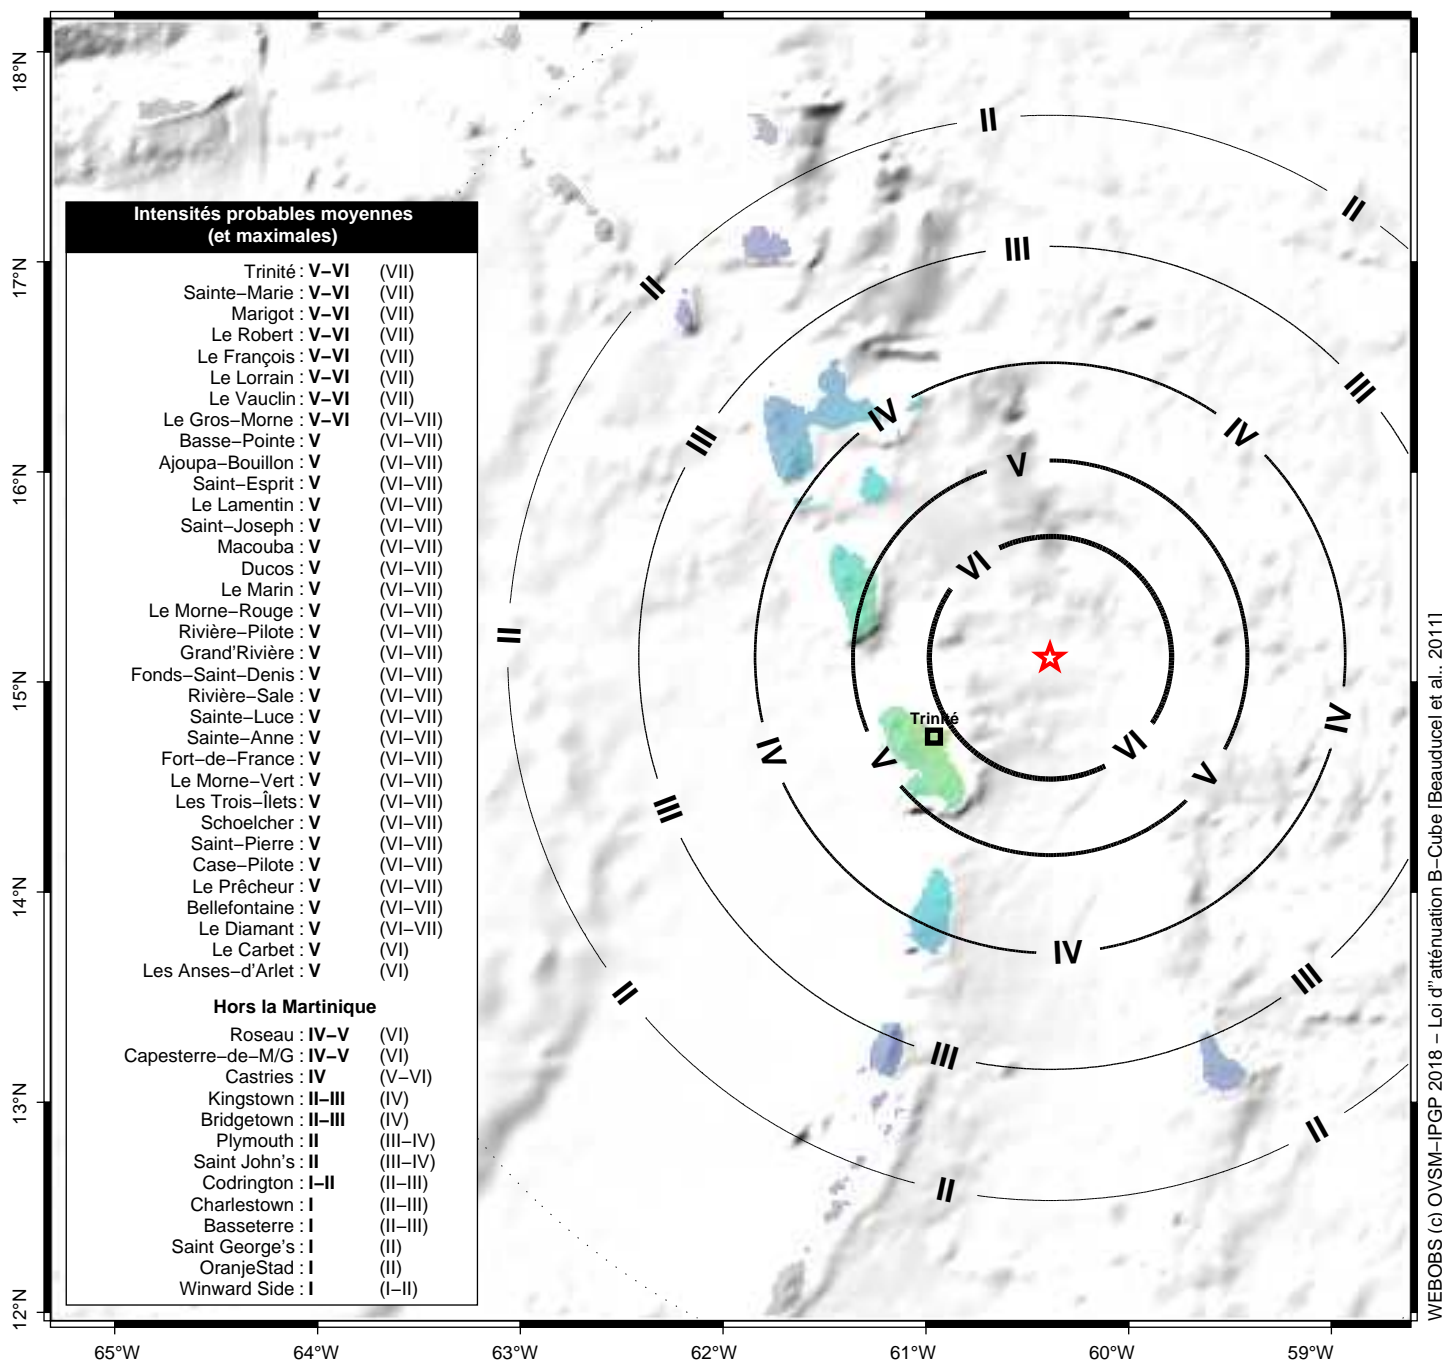 Intensités probables moyennes
(et maximales)
Trinité : V–VI (VII)
Sainte–Marie : V–VI (VII)
Marigot : V–VI (VII)
Le Robert : V–VI (VII)
Le François : V–VI (VII)
Le Lorrain : V–VI (VII)
Le Vauclin : V–VI (VII)
Le Gros–Morne : V–VI (VI–VII)
Basse–Pointe : V (VI–VII)
Ajoupa–Bouillon : V (VI–VII)
Saint–Esprit : V (VI–VII)
Le Lamentin : V (VI–VII)
Saint–Joseph : V (VI–VII)
Macouba : V (VI–VII)
Ducos : V (VI–VII)
Le Marin : V (VI–VII)
Le Morne–Rouge : V (VI–VII)
Rivière–Pilote : V (VI–VII)
Grand'Rivière : V (VI–VII)
Fonds–Saint–Denis : V (VI–VII)
Rivière–Sale : V (VI–VII)
Sainte–Luce : V (VI–VII)
Sainte–Anne : V (VI–VII)
Fort–de–France : V (VI–VII)
Le Morne–Vert : V (VI–VII)
Les Trois–Îlets : V (VI–VII)
Schoelcher : V (VI–VII)
Saint–Pierre : V (VI–VII)
Case–Pilote : V (VI–VII)
Le Prêcheur : V (VI–VII)
Bellefontaine : V (VI–VII)
Le Diamant : V (VI–VII)
Le Carbet : V (VI)
Les Anses–d'Arlet : V (VI)
Hors la Martinique
Roseau : IV–V (VI)
Capesterre–de–M/G : IV–V (VI)
Castries : IV (V–VI)
Kingstown : II–III (IV)
Bridgetown : II–III (IV)
Plymouth : II (III–IV)
Saint John's : II (III–IV)
Codrington : I–II (II–III)
Charlestown : I (II–III)
Basseterre : I (II–III)
Saint George's : I (II)
OranjeStad : I (II)
Winward Side : I (I–II)
II
II
II
II
II
II
II
III
III
III
III
III
III
IV
IV
IV
IV
IV
V
V
V
VI
VI
Trinité
18°N
17°N
16°N
15°N
14°N
13°N
12°N
65°W
64°W
63°W
62°W
61°W
60°W
59°W
WEBOBS (c) OVSM–IPGP 2018 – Loi d''atténuation B–Cube [Beauducel et al., 2011]